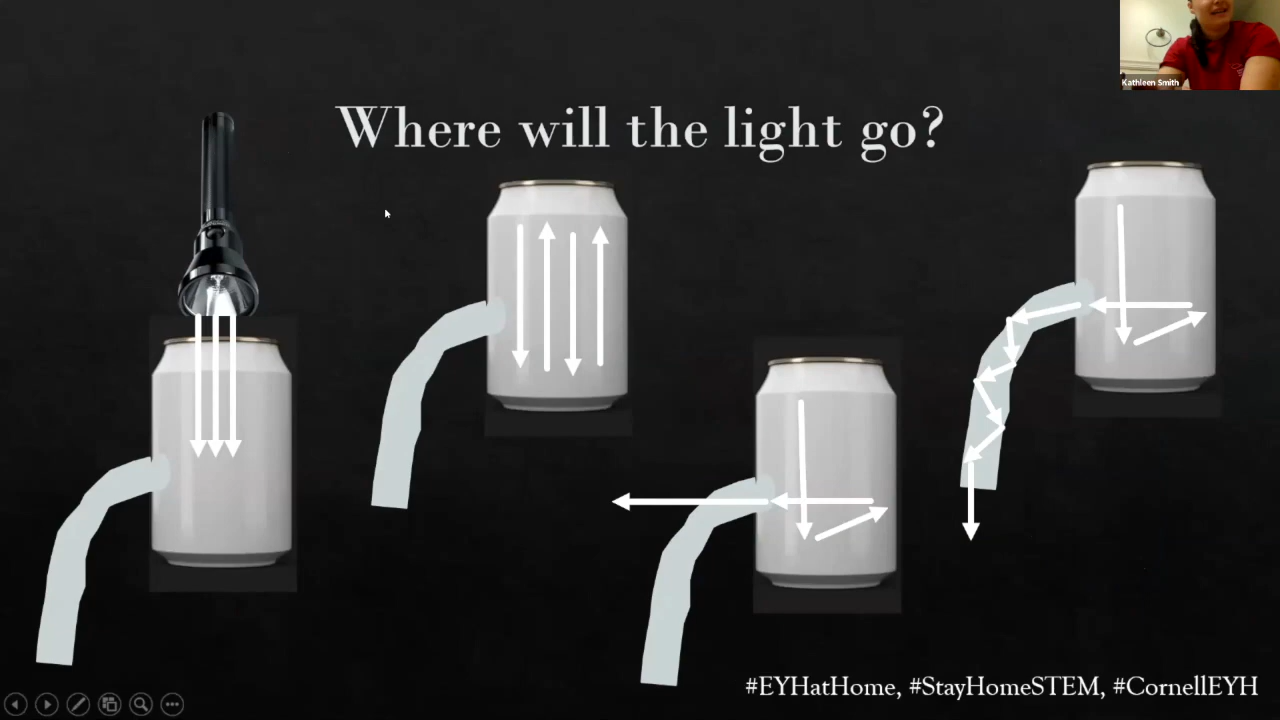 Kathleen Smith
Where will the light go?
#EYHatHome, #StayHomeSTEM, #CornellEYH